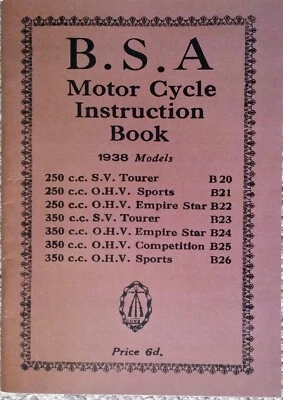 B.S.A
Motor Cycle
Instruction
Book
1938 Models
250 c.c. S.V. Tourer B20
250 c.c. O.H.V. Sports B21
250 c.c. O.H.V. Empire Star B22
350 c.c. S.V. Tourer B23
350 c.c. O.H.V. Empire Star B24
350 c.c. O.H.V. Competition B25
350 c.c. O.H.V. Sports B26
Price 6d.